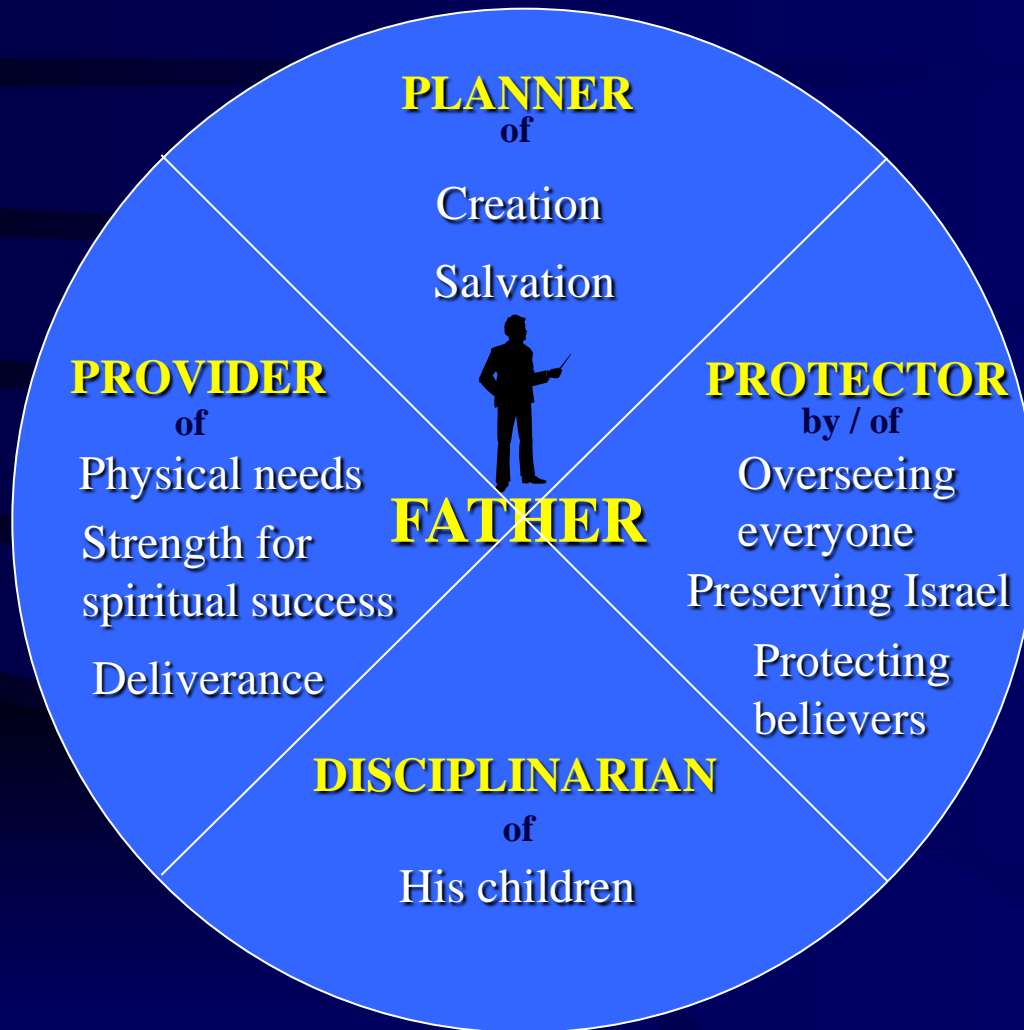 PLANNER
of
Creation
Salvation
PROVIDER
of
Physical needs
Strength for
spiritual success
Deliverance
FATHER
PROTECTOR
by / of
Overseeing
everyone
Preserving Israel
Protecting
believers
DISCIPLINARIAN
of
His children